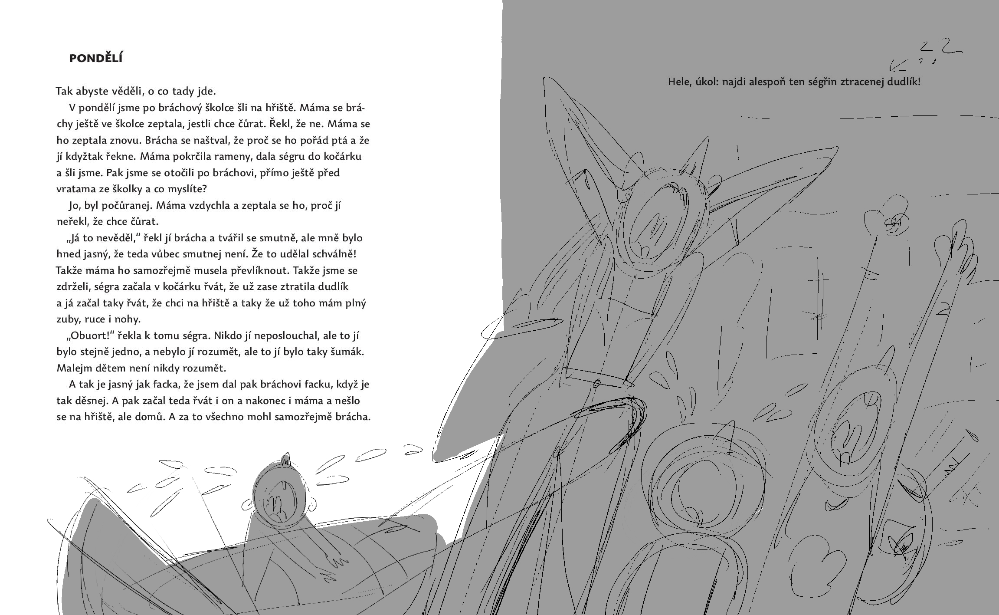 PONDĚLÍ
Tak abyste věděli, o co tady jde.
V pondělí jsme po bráchový školce šli na hřiště. Máma se brá-
chy ještě ve školce zeptala, jestli chce čůrat. Řekl, že ne. Máma se
ho zeptala znovu. Brácha se naštval, že proč se ho pořád ptá a že
jí kdyžtak řekne. Máma pokrčila rameny, dala ségru do kočárku
a šli jsme. Pak jsme se otočili po bráchovi, přímo ještě před
vratama ze školky a co myslíte?
Jo, byl počůranej. Máma vzdychla a zeptala se ho, proč jí
neřekl, že chce čůrat.
„Já to nevěděl,“ řekl jí brácha a tvářil se smutně, ale mně bylo
hned jasný, že teda vůbec smutnej není. Že to udělal schválně!
Takže máma ho samozřejmě musela převlíknout. Takže jsme se
zdrželi, ségra začala v kočárku řvát, že už zase ztratila dudlík
a já začal taky řvát, že chci na hřiště a taky že už toho mám plný
zuby, ruce i nohy.
„Obuort!“ řekla k tomu ségra. Nikdo jí neposlouchal, ale to jí
bylo stejně jedno, a nebylo jí rozumět, ale to jí bylo taky šumák.
Malejm dětem není nikdy rozumět.
A tak je jasný jak facka, že jsem dal pak bráchovi facku, když je
tak děsnej. A pak začal teda řvát i on a nakonec i máma a nešlo
se na hřiště, ale domů. A za to všechno mohl samozřejmě brácha.
Hele, úkol: najdi alespoň ten ségřin ztracenej dudlík!